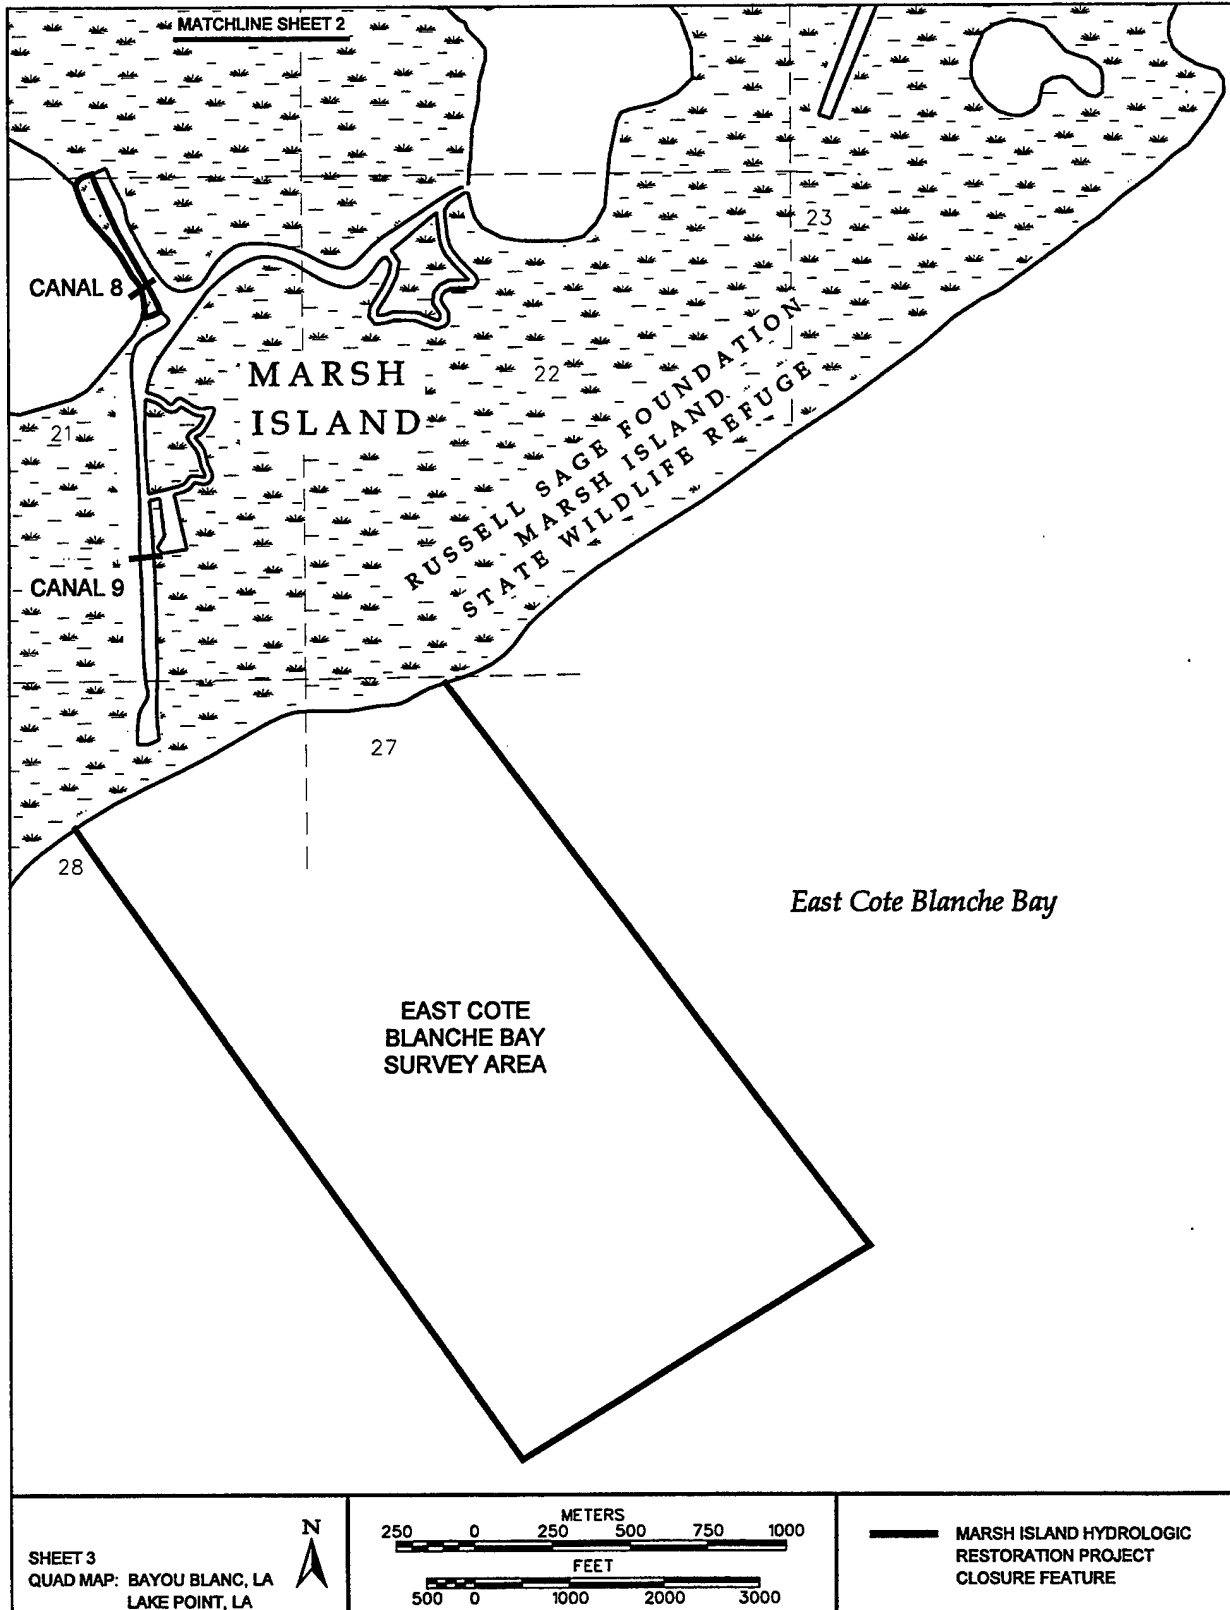 MATCHLINE SHEET 2
23
CANAL 8
MARSH
ISLAND
22
21
RUSSELL SAGE FOUNDATION
MARSH ISLAND
STATE WILDLIFE REFUGE
CANAL 9
27
28
East Cote Blanche Bay
EAST COTE
BLANCHE BAY
SURVEY AREA
SHEET 3
QUAD MAP: BAYOU BLANC, LA
LAKE POINT, LA
N
METERS
250 0 250 500 750 1000
FEET
500 0 1000 2000 3000
MARSH ISLAND HYDROLOGIC
RESTORATION PROJECT
CLOSURE FEATURE